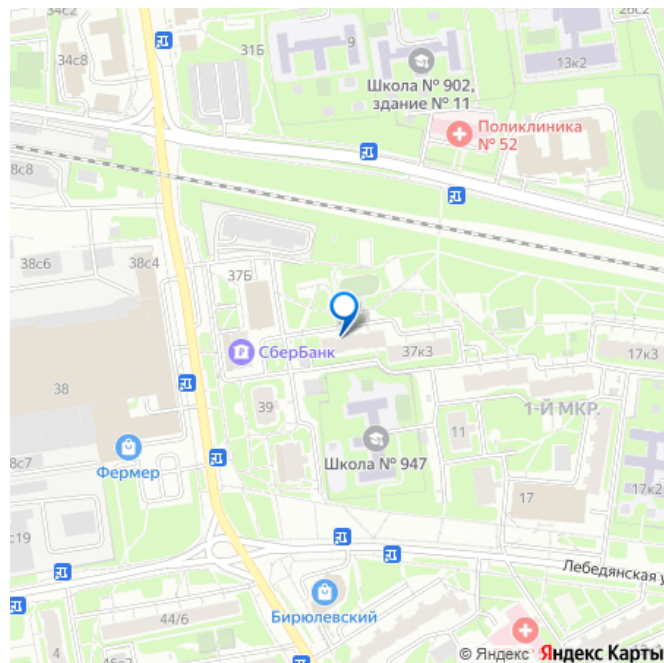 34с2
26с2
31Б
9
34с8
13к2
Школа № 902,
здание № 11
Поликлиника
№ 52
8с8
38с6
38с4
37Б
СберБанк
37к3
17к3
38
39
1-Й МКР.
11
Школа № 947
Фермер
8с7
17
17к2
с19
Лебедянская у
Бирюлевский
44/6
4
46с2
© Яндекс
Яндекс Карты